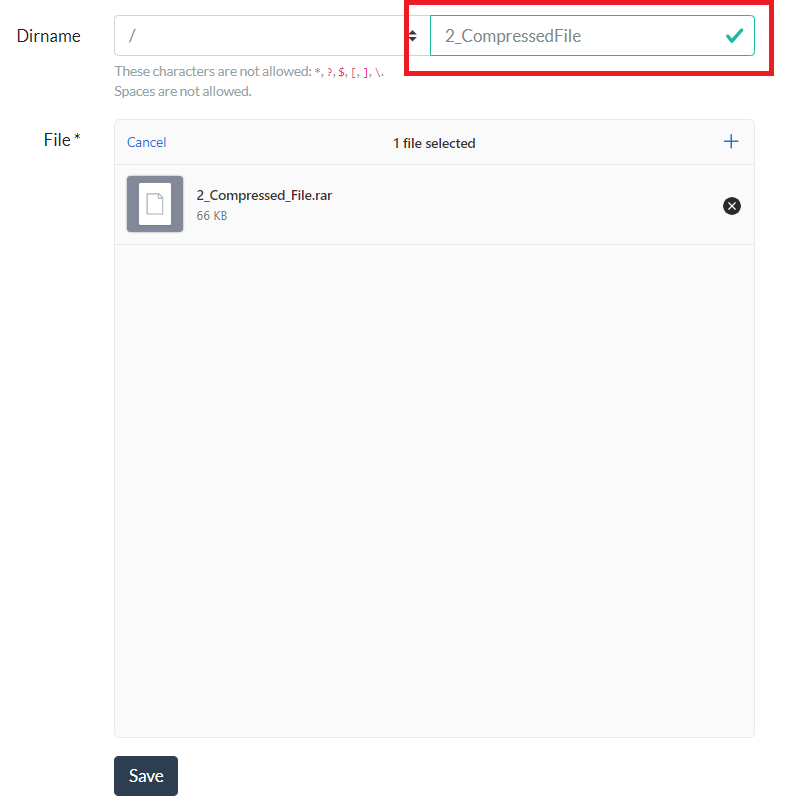 Dirname / 2_CompressedFile
These characters are not allowed: *, ?, $, [, ], \.
Spaces are not allowed.
File *
Cancel 1 file selected +
2_Compressed_File.rar
66 KB
Save